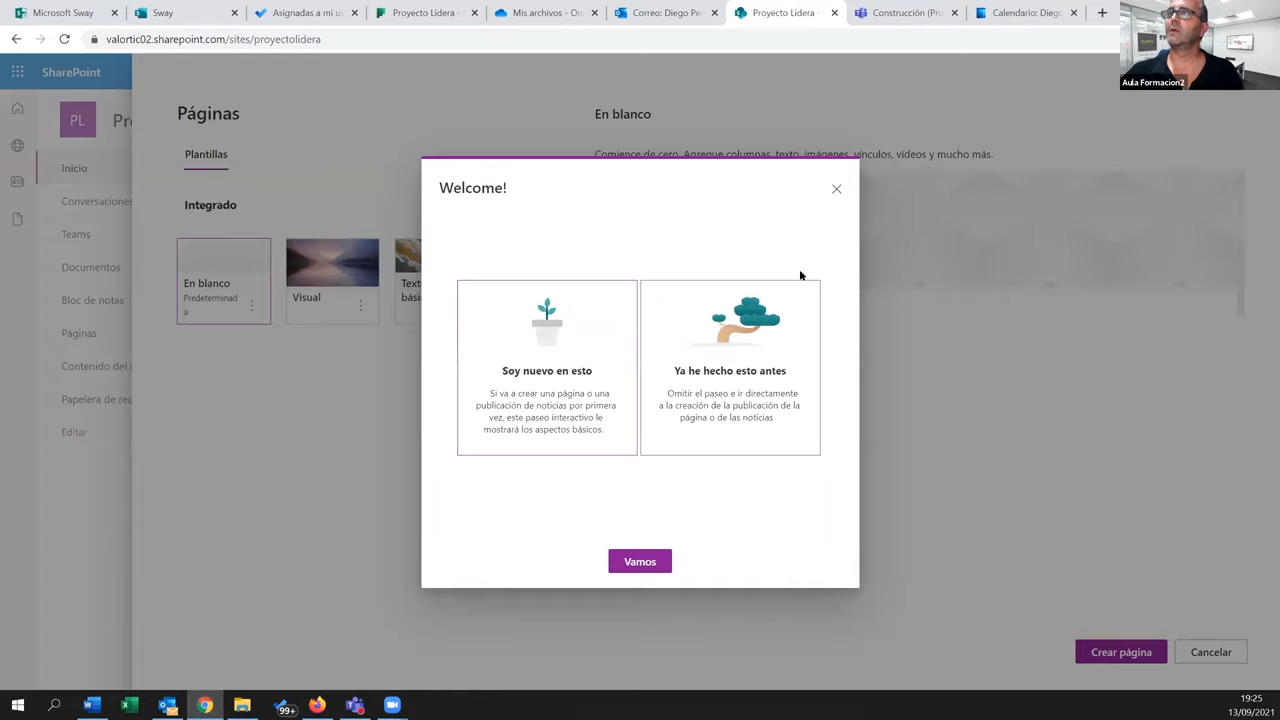 Microsoft Sway
Sway
Asignadas a mi
Proyecto Lidera
Mis archivos - On
Correo: Diego Per
Proyecto Lidera -
Construcción (Pro
Calendario: Dieg
valortic02.sharepoint.com/sites/proyectolidera
Aula Formacion2
SharePoint
PL
Pr
Inicio
Conversaciones
Teams
Documentos
Bloc de notas
Páginas
Contenido del s
Papelera de rec
Editar
Páginas
Plantillas
Integrado
En blanco
Predeterminad
a
Visual
Text
bási
En blanco
Comience de cero. Agregue columnas, texto, imágenes, vínculos, vídeos y mucho más.
Welcome!
Soy nuevo en esto
Si va a crear una página o una
publicación de noticias por primera
vez, este paseo interactivo le
mostrará los aspectos básicos.
Ya he hecho esto antes
Omitir el paseo e ir directamente
a la creación de la publicación de la
página o de las noticias
Vamos
Crear página
Cancelar
99+
19:25
13/09/2021